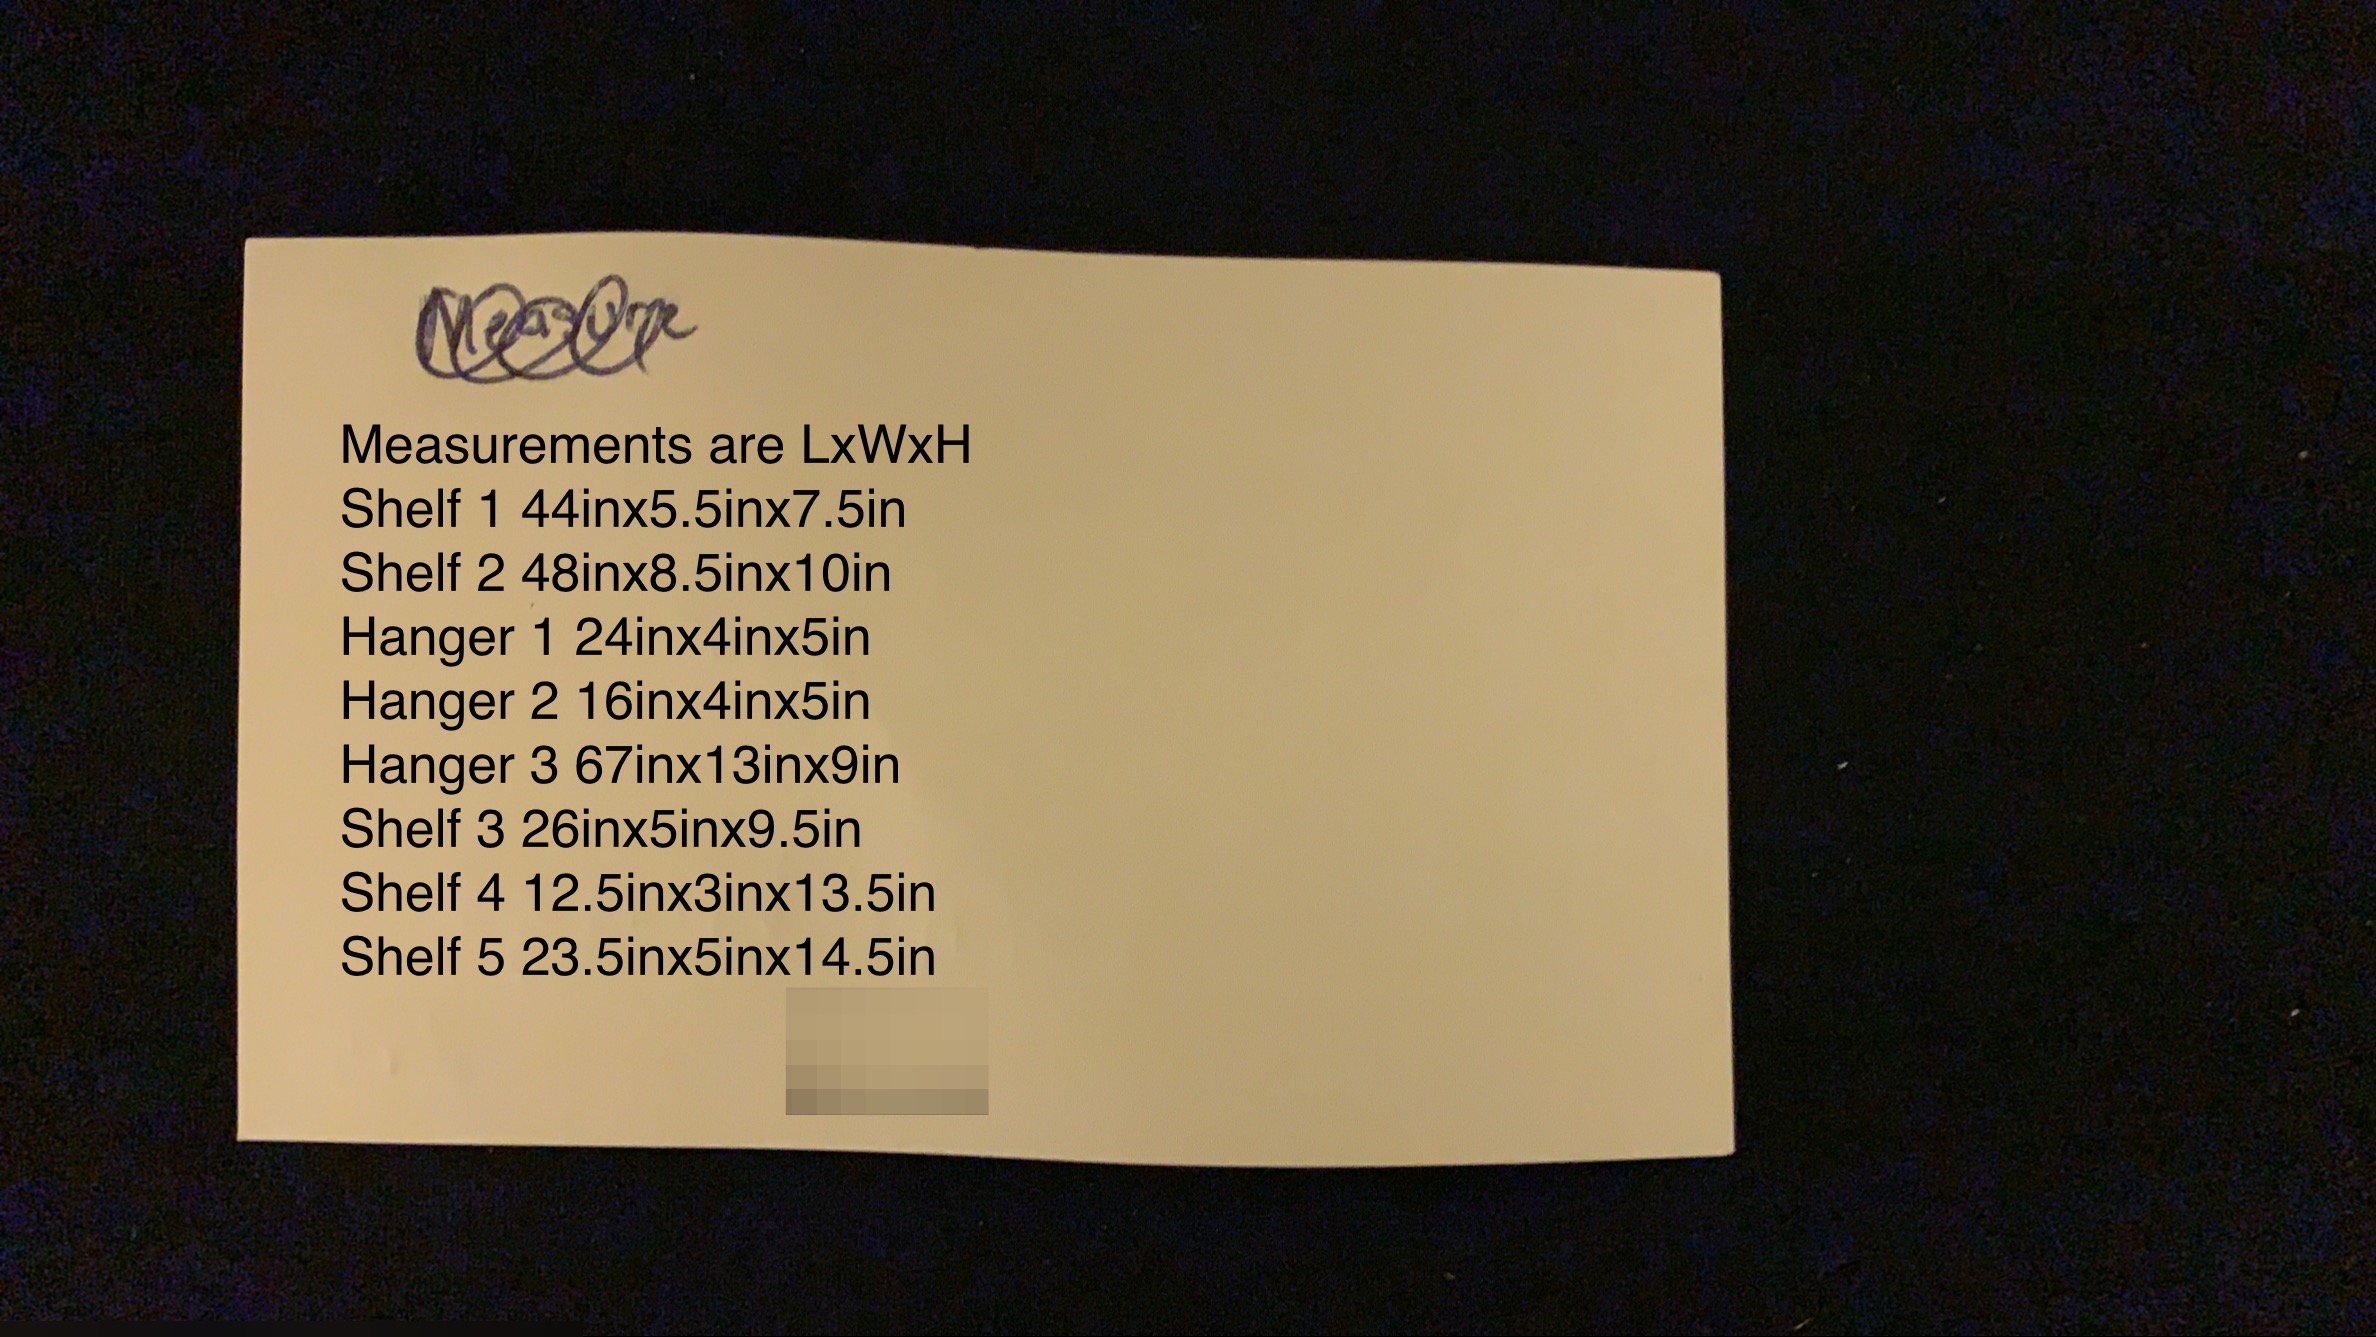 Measure
Measurements are LxWxH
Shelf 1 44inx5.5inx7.5in
Shelf 2 48inx8.5inx10in
Hanger 1 24inx4inx5in
Hanger 2 16inx4inx5in
Hanger 3 67inx13inx9in
Shelf 3 26inx5inx9.5in
Shelf 4 12.5inx3inx13.5in
Shelf 5 23.5inx5inx14.5in